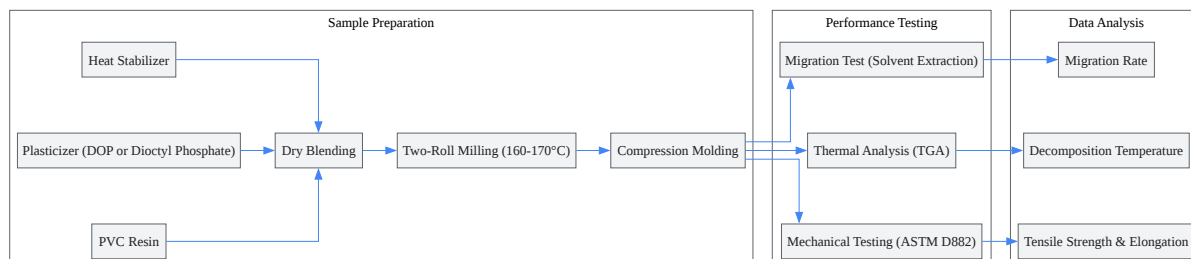 Sample Preparation
Performance Testing
Data Analysis
Heat Stabilizer
Migration Test (Solvent Extraction)
Migration Rate
Plasticizer (DOP or Dioctyl Phosphate)
Dry Blending
Two-Roll Milling (160-170°C)
Compression Molding
Thermal Analysis (TGA)
Decomposition Temperature
PVC Resin
Mechanical Testing (ASTM D882)
Tensile Strength & Elongation